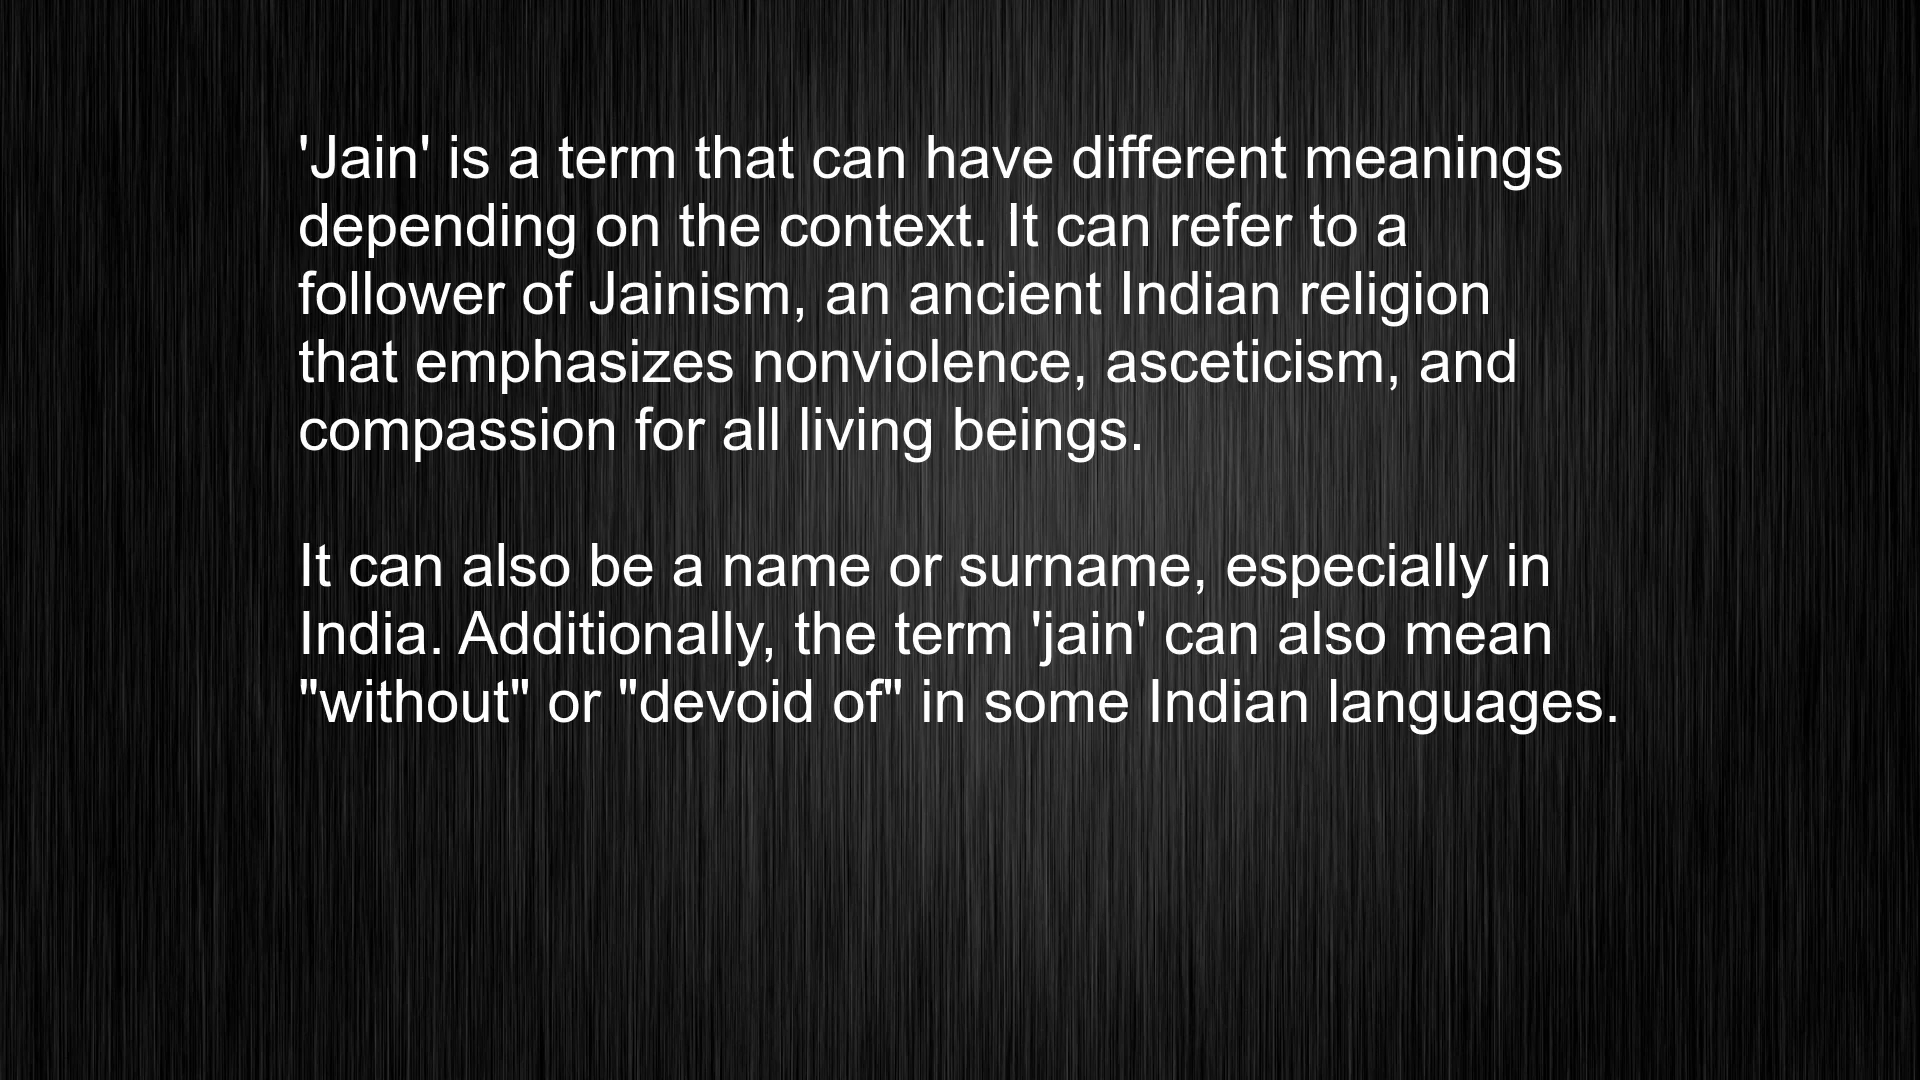 'Jain' is a term that can have different meanings
depending on the context. It can refer to a
follower of Jainism, an ancient Indian religion
that emphasizes nonviolence, asceticism, and
compassion for all living beings.
It can also be a name or surname, especially in
India. Additionally, the term 'jain' can also mean
"without" or "devoid of" in some Indian languages.